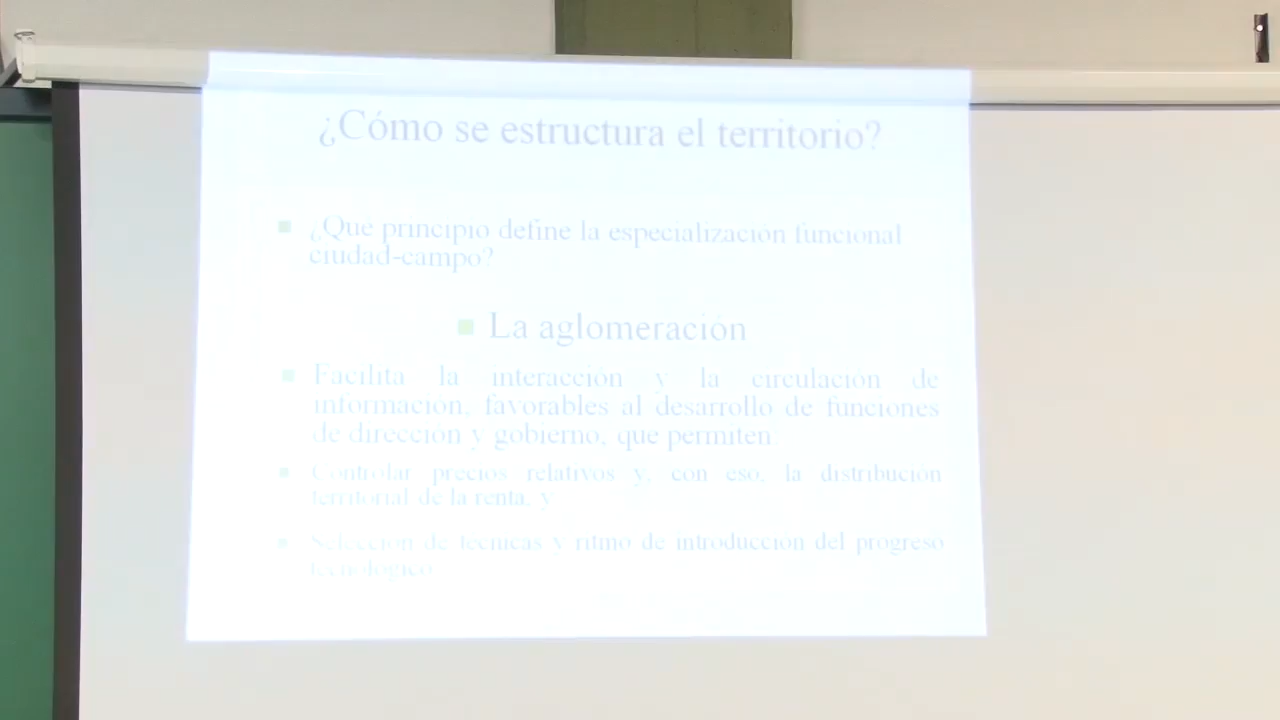 ¿Cómo se estructura el territorio?
¿Qué principio define la especialización funcional
ciudad-campo?
La aglomeración
Facilita la interacción y la circulación de
información, favorables al desarrollo de funciones
de dirección y gobierno, que permiten:
Controlar precios relativos y, con eso, la distribución
territorial de la renta, y
Selección de técnicas y ritmo de introducción del progreso
tecnológico